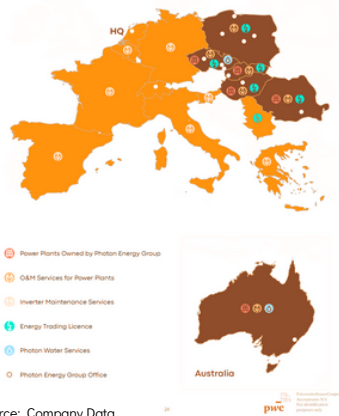 HQ
Power Plants Owned by Photon Energy Group
O&M Services for Power Plants
Inverter Maintenance Services
Energy Trading Licence
Photon Water Services
Photon Energy Group Office
Australia
pwc
rce: Company Data